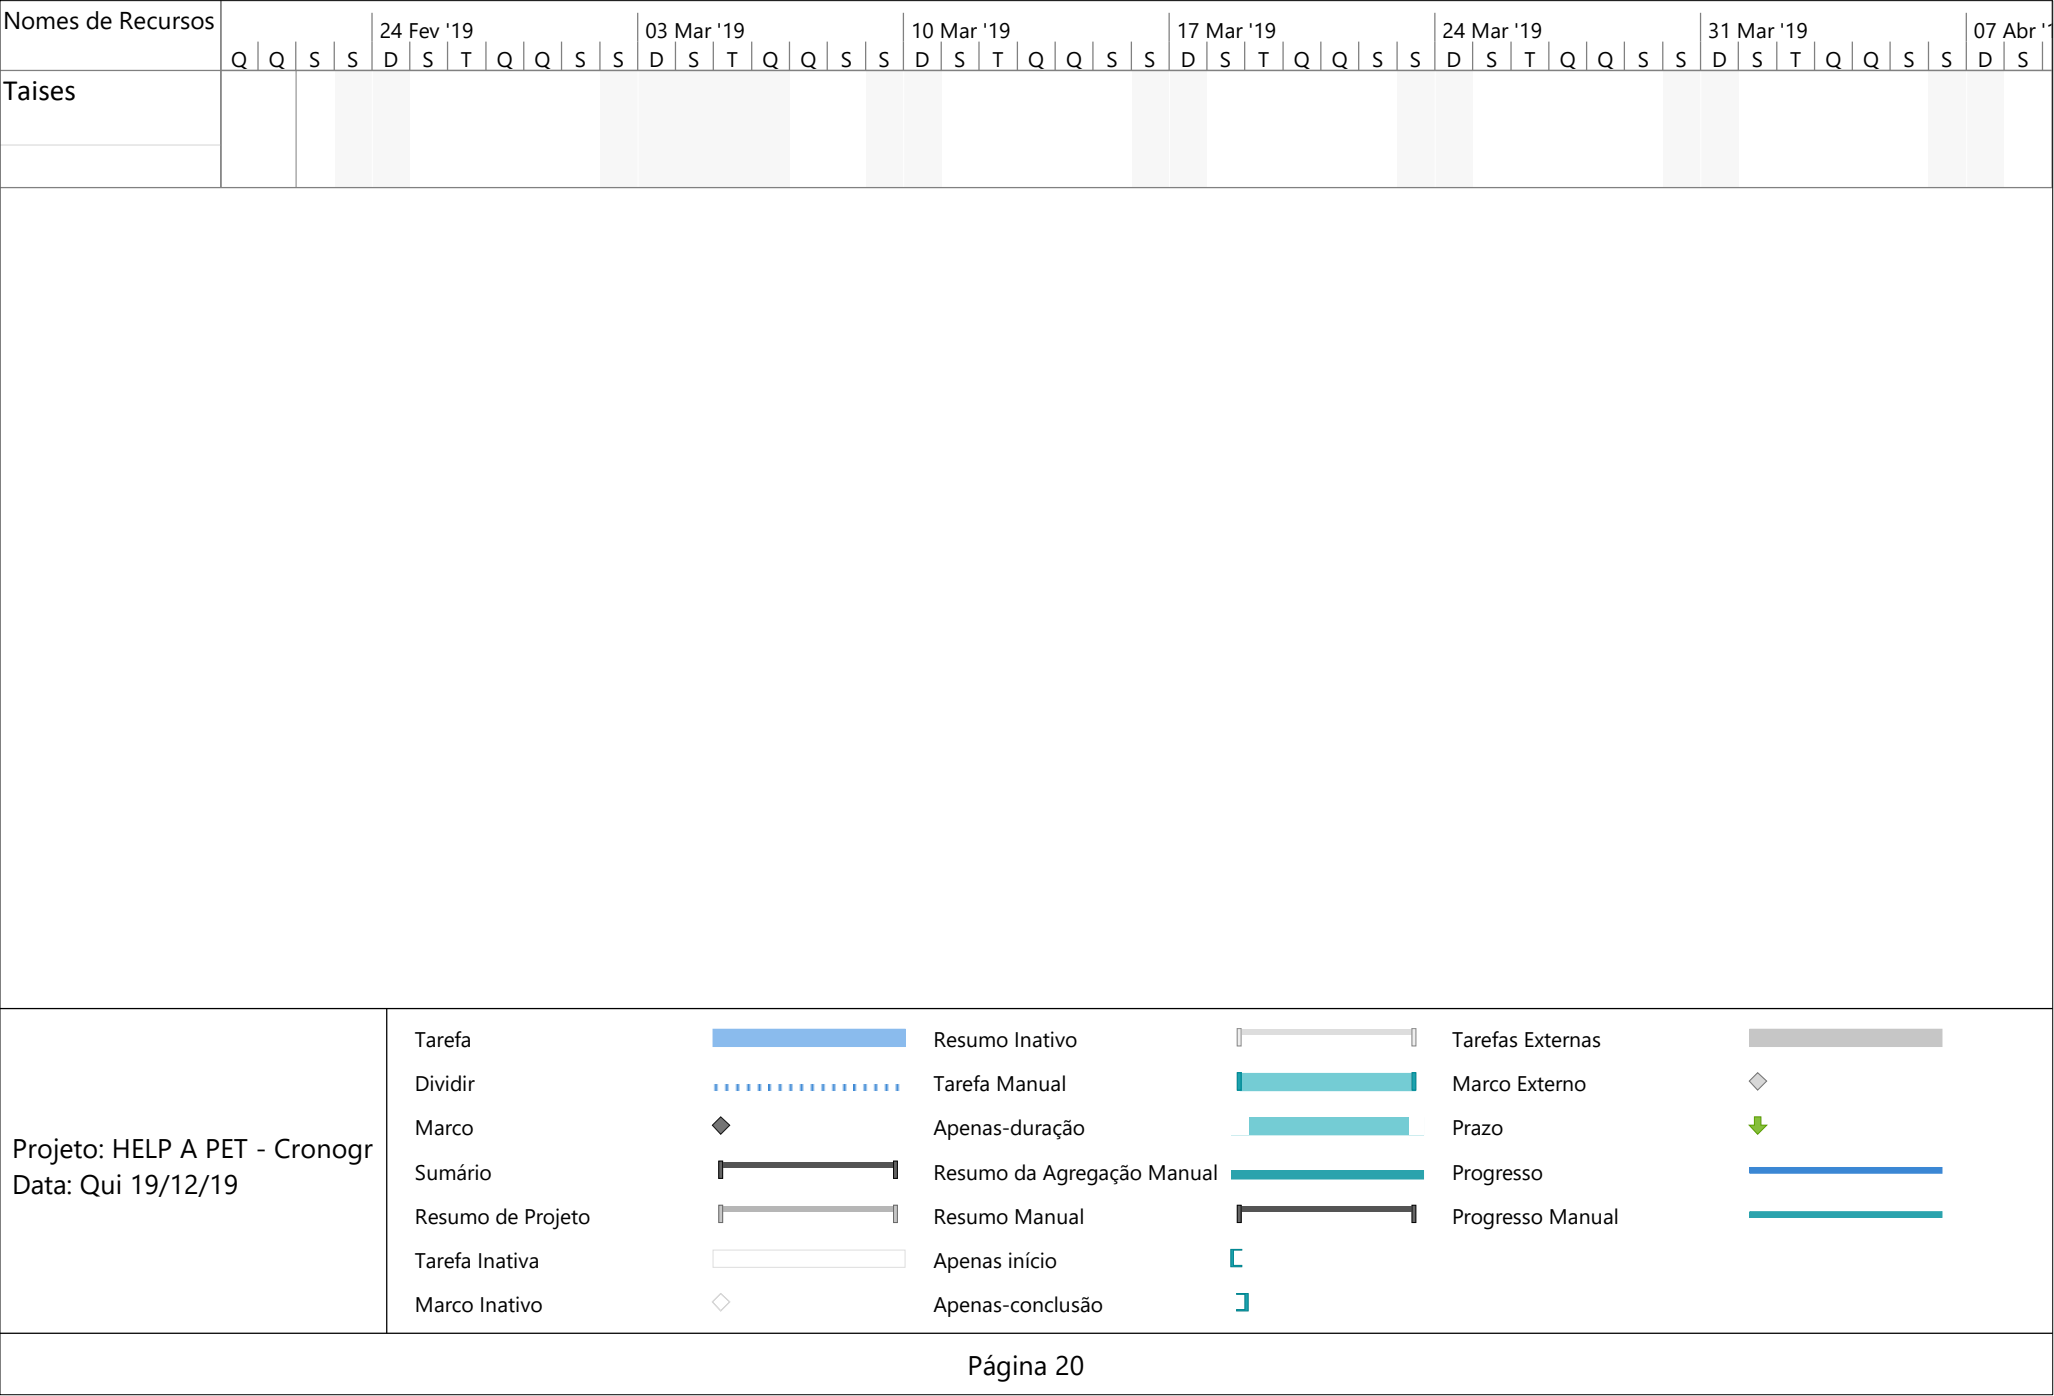 Nomes de Recursos
24 Fev '19 03 Mar '19 10 Mar '19 17 Mar '19 24 Mar '19 31 Mar '19 07 Abr '1
Q Q S S D S T Q Q S S D S T Q Q S S D S T Q Q S S D S T Q Q S S D S T Q Q S S D S T Q Q S S D S
Taises
Projeto: HELP A PET - Cronogr
Data: Qui 19/12/19
Tarefa
Dividir
Marco
Sumário
Resumo de Projeto
Tarefa Inativa
Marco Inativo
Resumo Inativo
Tarefa Manual
Apenas-duração
Resumo da Agregação Manual
Resumo Manual
Apenas início
Apenas-conclusão
Tarefas Externas
Marco Externo
Prazo
Progresso
Progresso Manual
Página 20